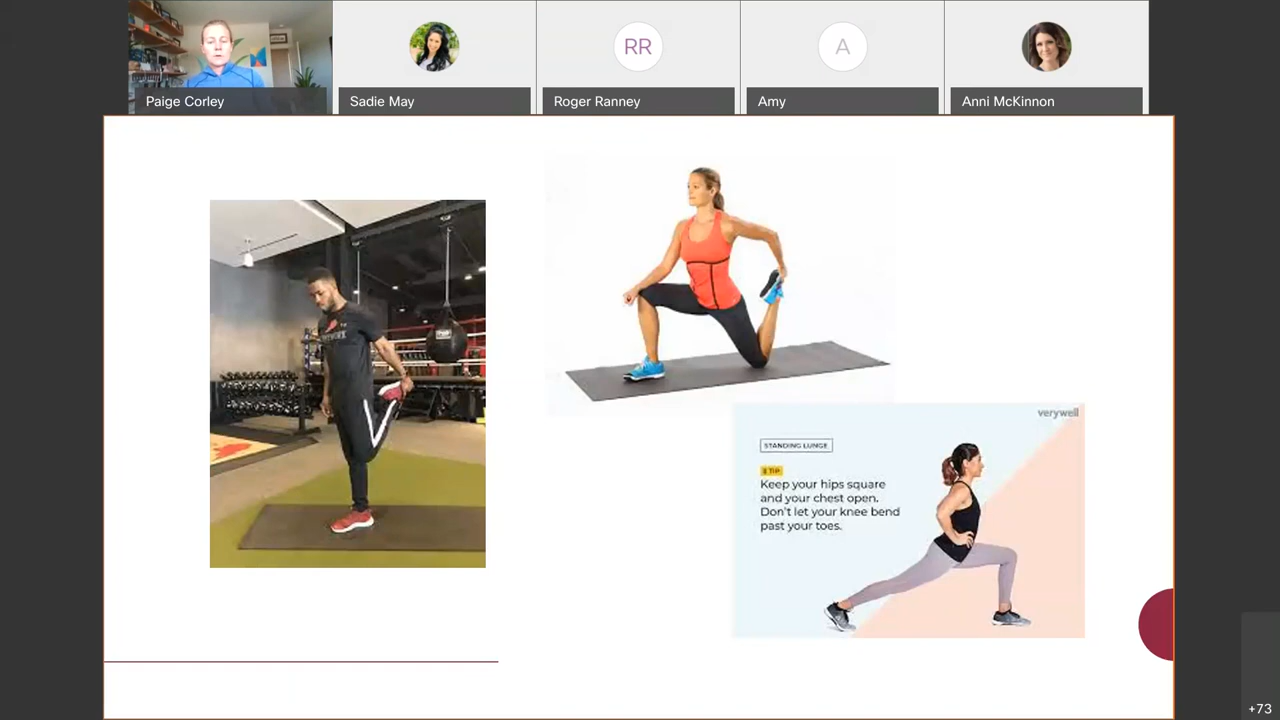 RR
A
Paige Corley
Sadie May
Roger Ranney
Amy
Anni McKinnon
verywell
STANDING LUNGE
TIP
Keep your hips square
and your chest open.
Don't let your knee bend
past your toes.
+73